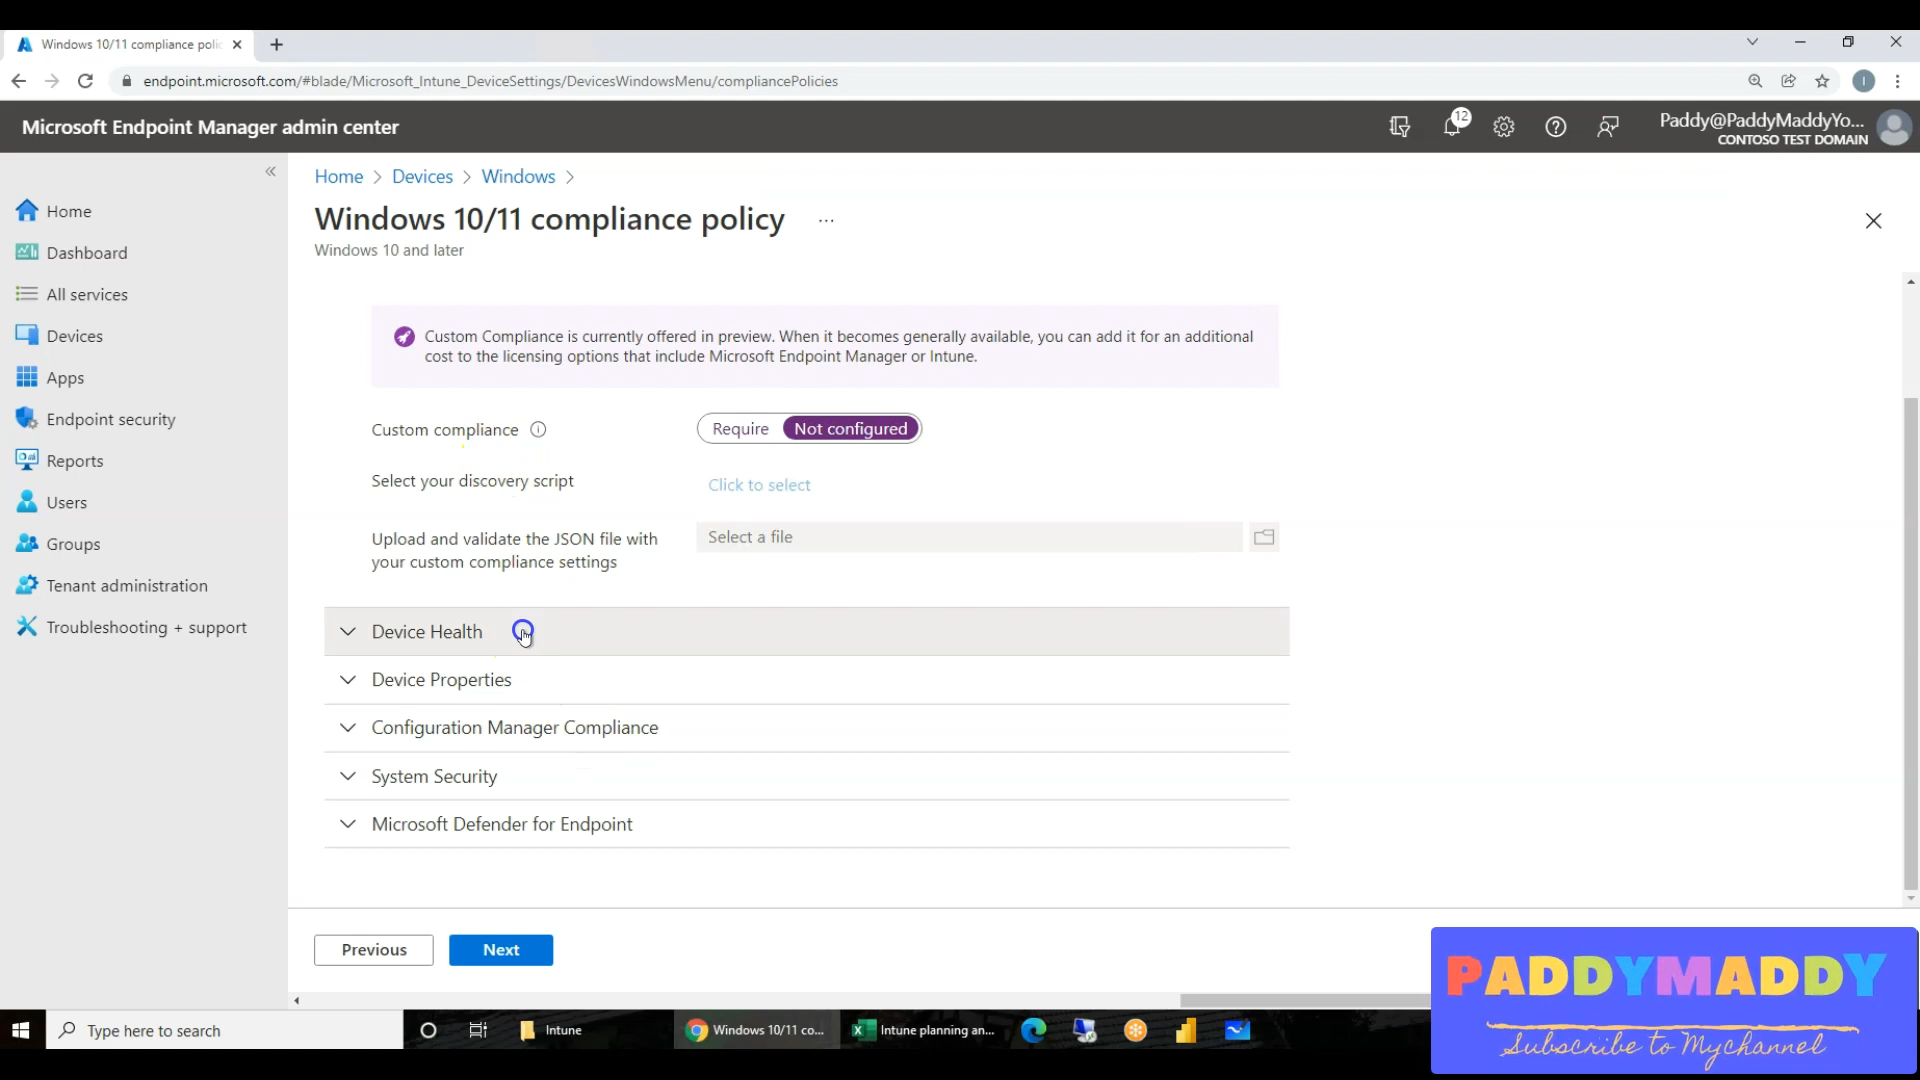 Windows 10/11 compliance polic
endpoint.microsoft.com/#blade/Microsoft_Intune_DeviceSettings/DevicesWindowsMenu/compliancePolicies
I
Microsoft Endpoint Manager admin center
12
Paddy@PaddyMaddyYo...
CONTOSO TEST DOMAIN
Home
Dashboard
All services
Devices
Apps
Endpoint security
Reports
Users
Groups
Tenant administration
Troubleshooting + support
Home > Devices > Windows >
Windows 10/11 compliance policy ...
Windows 10 and later
Custom Compliance is currently offered in preview. When it becomes generally available, you can add it for an additional
cost to the licensing options that include Microsoft Endpoint Manager or Intune.
Custom compliance Require Not configured
Select your discovery script Click to select
Upload and validate the JSON file with
your custom compliance settings
Select a file
Device Health
Device Properties
Configuration Manager Compliance
System Security
Microsoft Defender for Endpoint
Previous Next
PADDYMADDY
Subscribe to Mychannel
Type here to search
Intune
Windows 10/11 co...
Intune planning an...